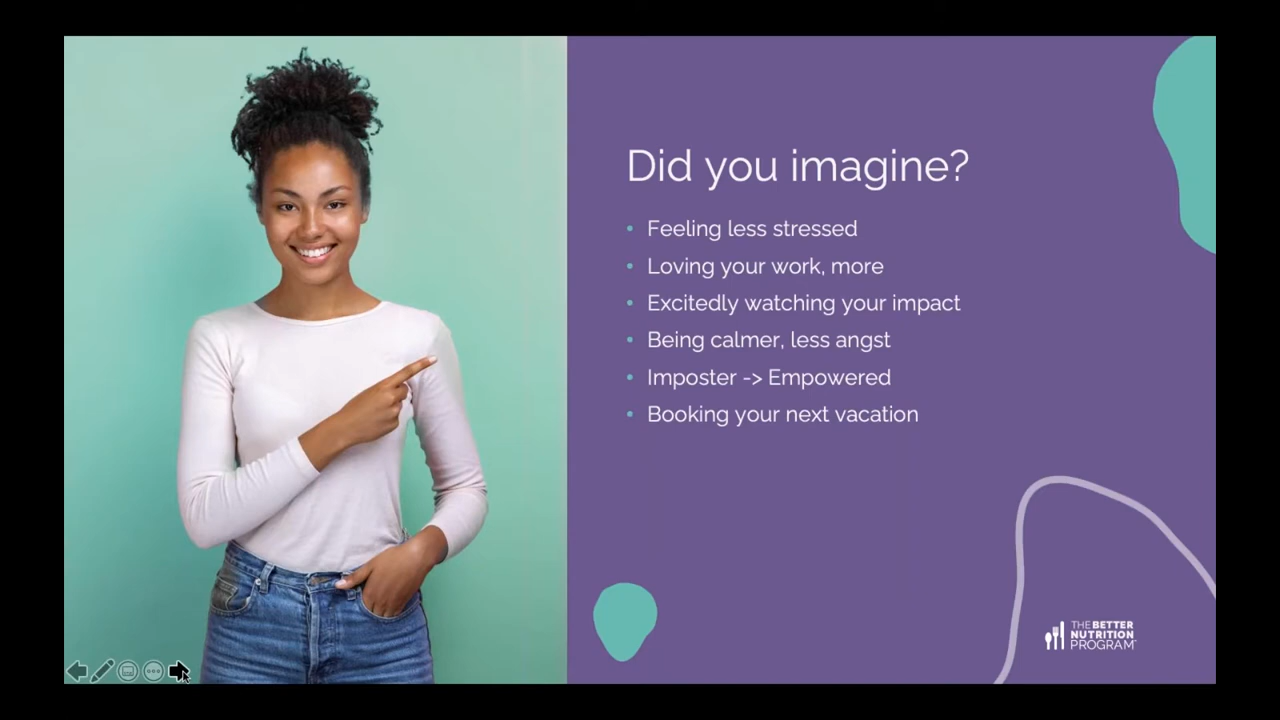 Did you imagine?
• Feeling less stressed
• Loving your work, more
• Excitedly watching your impact
• Being calmer, less angst
• Imposter -> Empowered
• Booking your next vacation
THE BETTER
NUTRITION
PROGRAM™